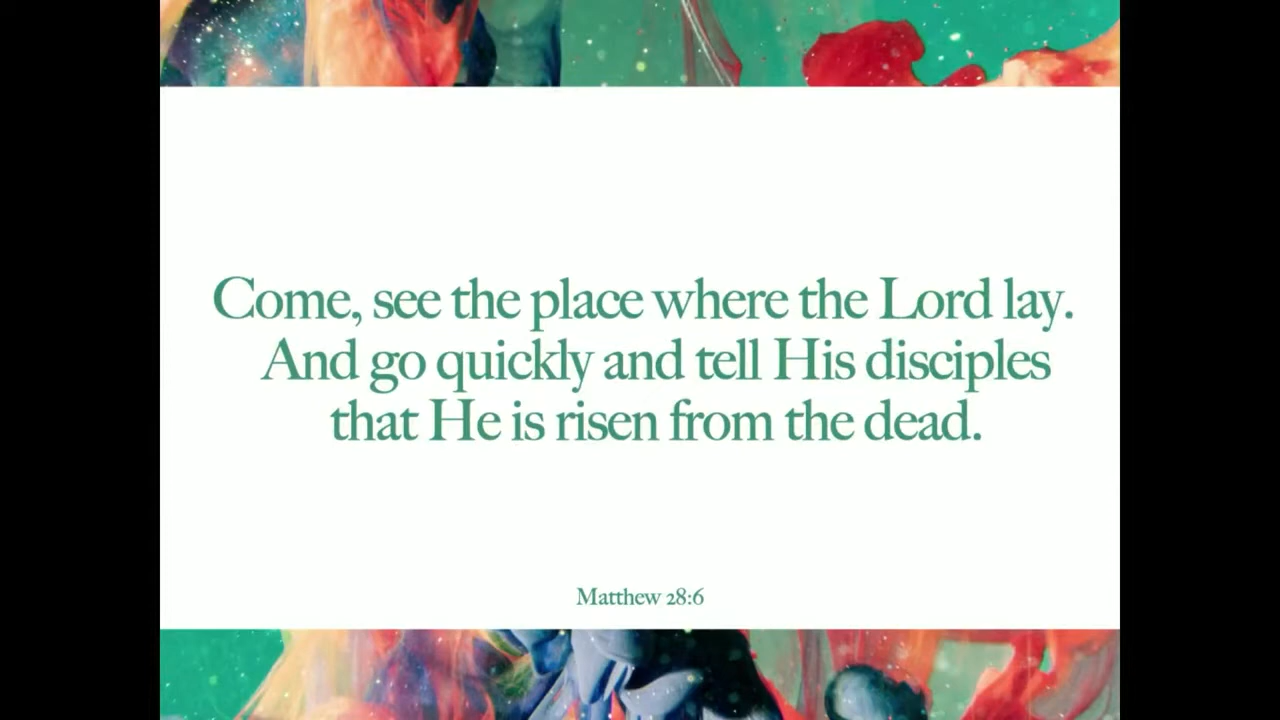 Come, see the place where the Lord lay.
And go quickly and tell His disciples
that He is risen from the dead.
Matthew 28:6